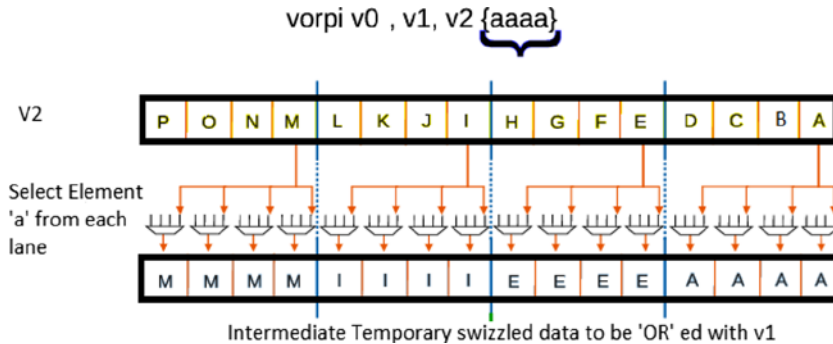 vorpi v0 , v1, v2 {aaaa}
V2
P O N M L K J I H G F E D C B A
Select Element
'a' from each
lane
M M M M I I I I E E E E A A A A
Intermediate Temporary swizzled data to be 'OR' ed with v1